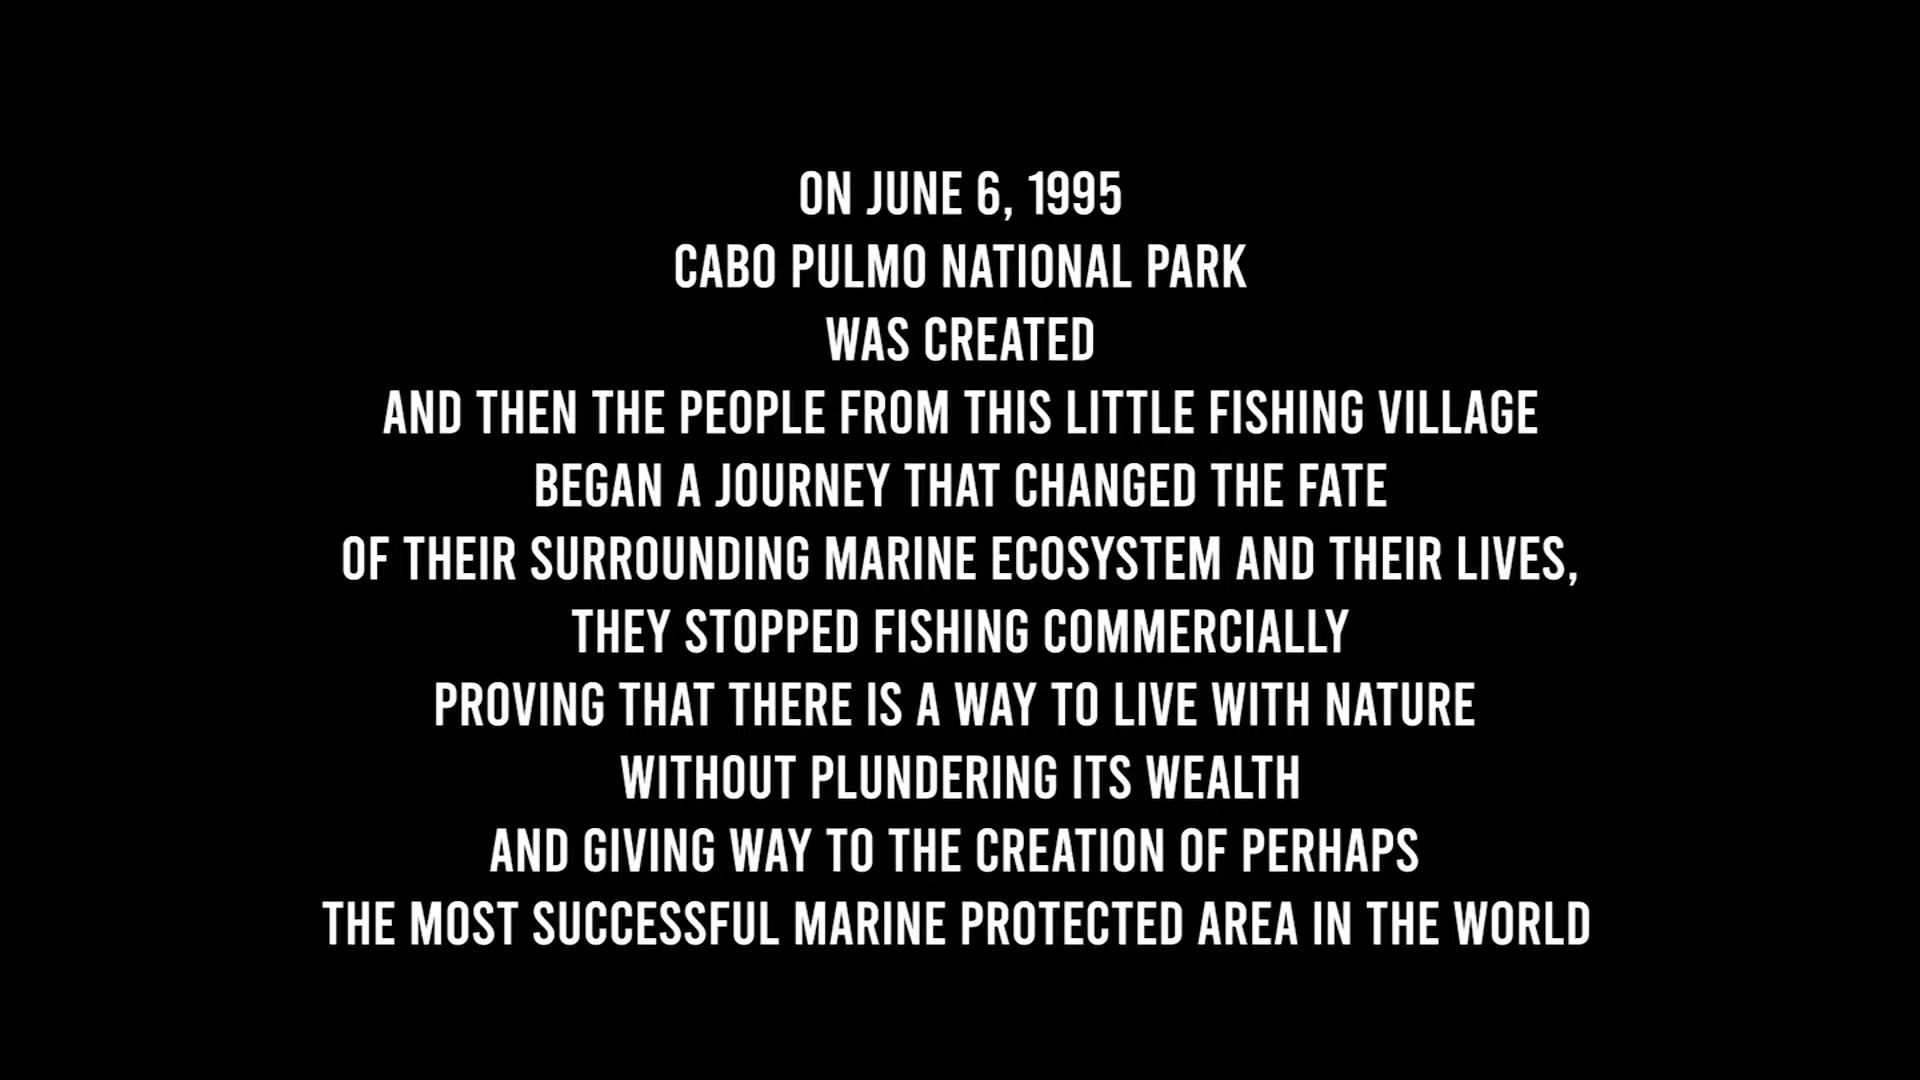 ON JUNE 6, 1995
CABO PULMO NATIONAL PARK
WAS CREATED
AND THEN THE PEOPLE FROM THIS LITTLE FISHING VILLAGE
BEGAN A JOURNEY THAT CHANGED THE FATE
OF THEIR SURROUNDING MARINE ECOSYSTEM AND THEIR LIVES,
THEY STOPPED FISHING COMMERCIALLY
PROVING THAT THERE IS A WAY TO LIVE WITH NATURE
WITHOUT PLUNDERING ITS WEALTH
AND GIVING WAY TO THE CREATION OF PERHAPS
THE MOST SUCCESSFUL MARINE PROTECTED AREA IN THE WORLD